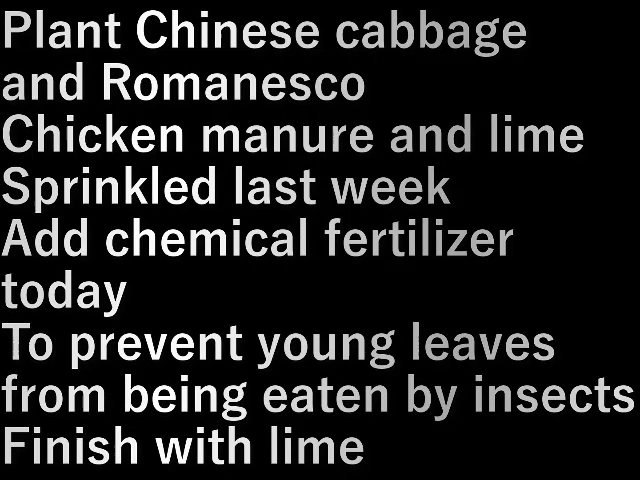 Plant Chinese cabbage
and Romanesco
Chicken manure and lime
Sprinkled last week
Add chemical fertilizer
today
To prevent young leaves
from being eaten by insects
Finish with lime